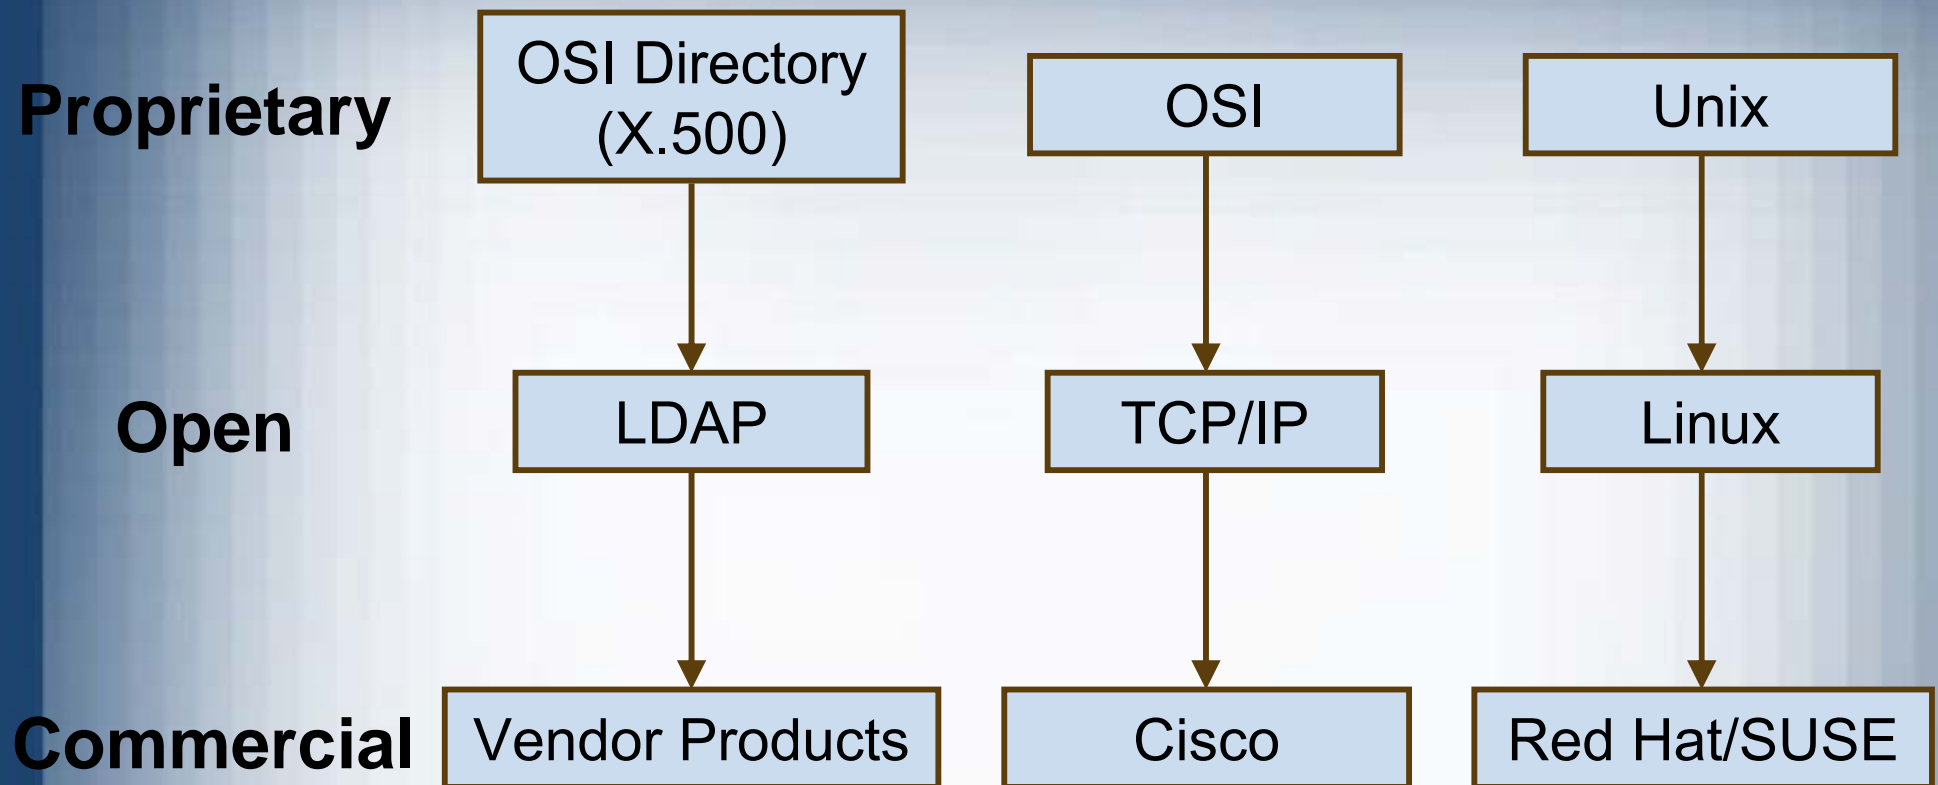 Proprietary
OSI Directory
(X.500)
OSI
Unix
Open
LDAP
TCP/IP
Linux
Commercial
Vendor Products
Cisco
Red Hat/SUSE